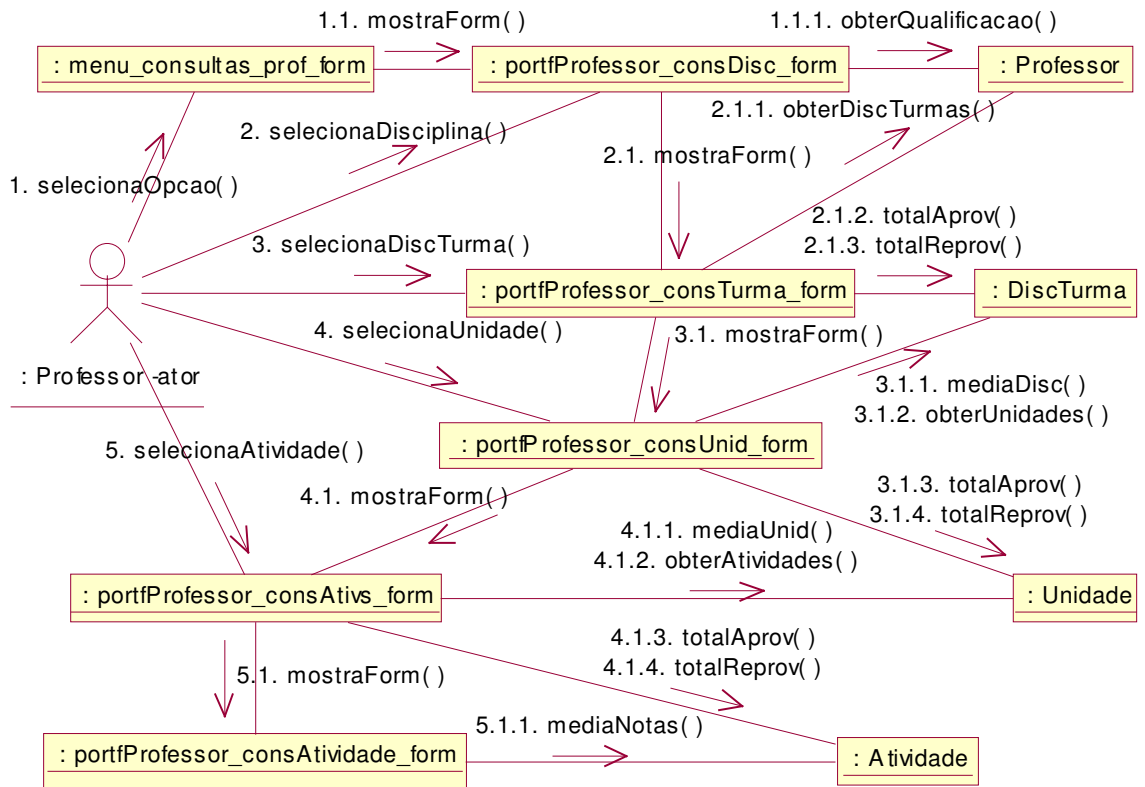 1.1. mostraForm( )
1.1.1. obterQualificacao( )
: menu_consultas_prof_form
: portfProfessor_consDisc_form
: Professor
2. selecionaDisciplina( )
2.1.1. obterDiscTurmas( )
2.1. mostraForm( )
1. selecionaOpcao( )
3. selecionaDiscTurma( )
2.1.2. totalAprov( )
2.1.3. totalReprov( )
: portfProfessor_consTurma_form
: DiscTurma
4. selecionaUnidade( )
3.1. mostraForm( )
: Professor -ator
3.1.1. mediaDisc( )
3.1.2. obterUnidades( )
5. selecionaAtividade( )
: portfProfessor_consUnid_form
4.1. mostraForm( )
3.1.3. totalAprov( )
3.1.4. totalReprov( )
4.1.1. mediaUnid( )
4.1.2. obterAtividades( )
: portfProfessor_consAtivs_form
: Unidade
4.1.3. totalAprov( )
4.1.4. totalReprov( )
5.1. mostraForm( )
5.1.1. mediaNotas( )
: portfProfessor_consAtividade_form
: Atividade